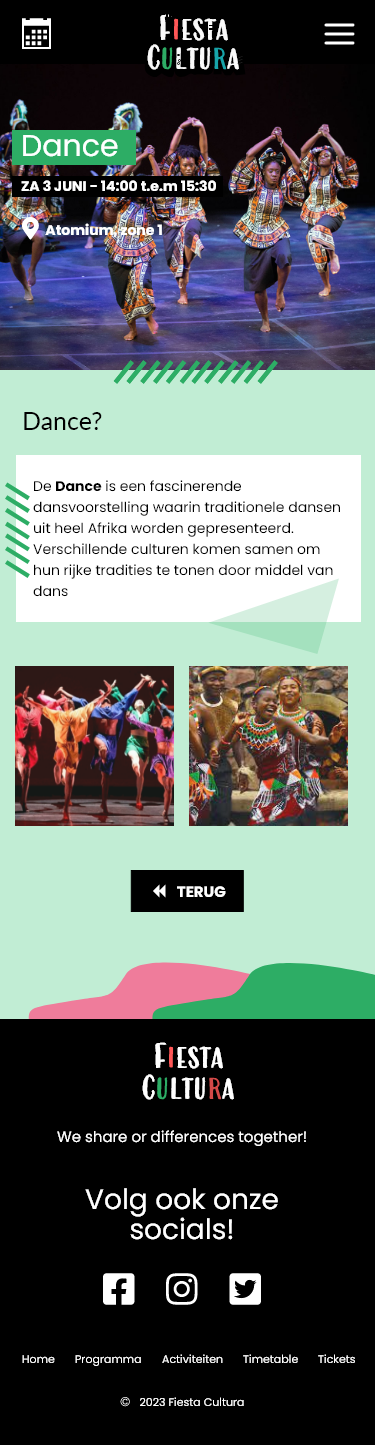 FIESTA
CULTURA
Dance
ZA 3 JUNI - 14:00 t.e.m 15:30
Atomium, zone 1
Dance?
De Dance is een fascinerende
dansvoorstelling waarin traditionele dansen
uit heel Afrika worden gepresenteerd.
Verschillende culturen komen samen om
hun rijke tradities te tonen door middel van
dans
TERUG
FIESTA
CULTURA
We share or differences together!
Volg ook onze
socials!
Home Programma Activiteiten Timetable Tickets
© 2023 Fiesta Cultura